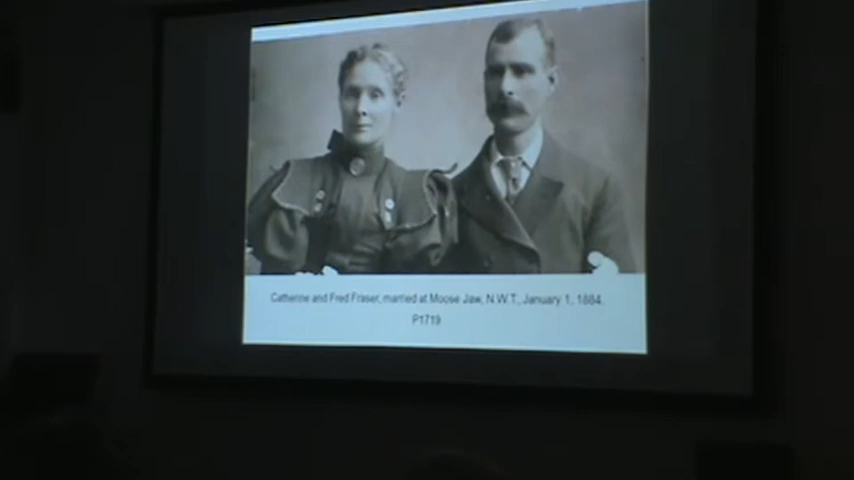 Catherine and Fred Fraser, married at Moose Jaw, N.W.T., January 1, 1884.
P1719